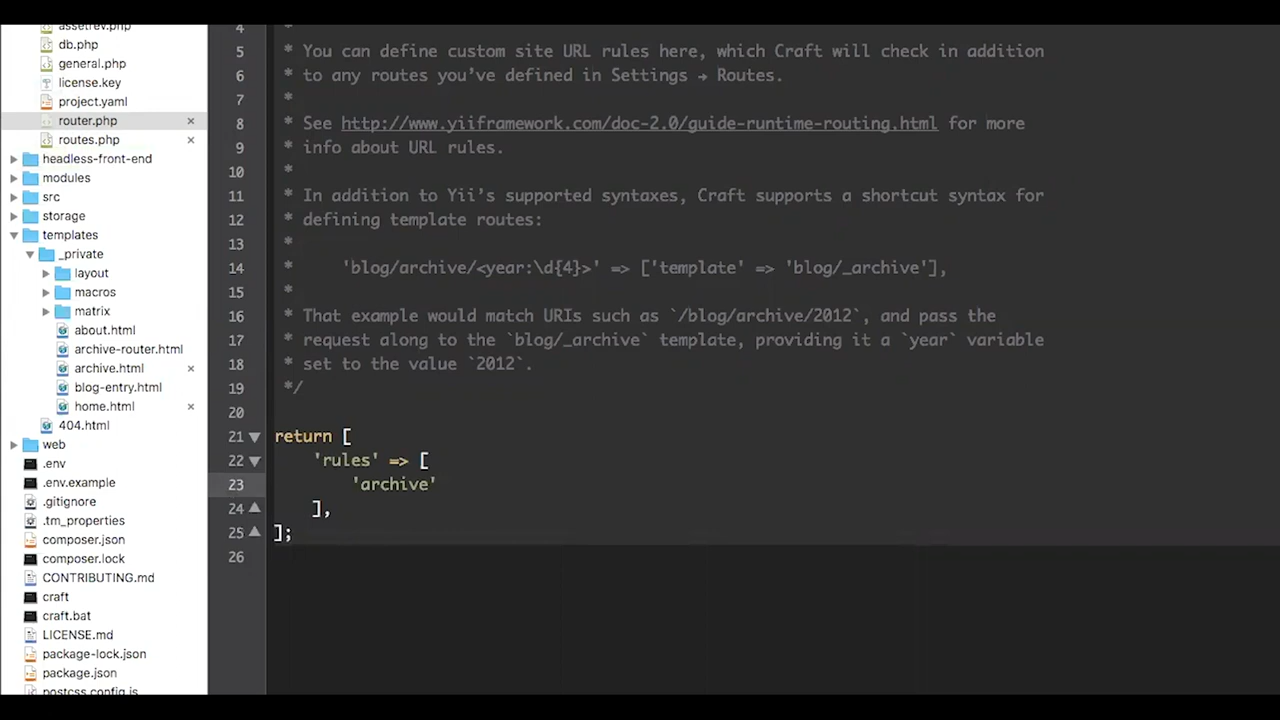 assetrev.php
db.php
general.php
license.key
project.yaml
router.php
routes.php
headless-front-end
modules
src
storage
templates
_private
layout
macros
matrix
about.html
archive-router.html
archive.html
blog-entry.html
home.html
404.html
web
.env
.env.example
.gitignore
.tm_properties
composer.json
composer.lock
CONTRIBUTING.md
craft
craft.bat
LICENSE.md
package-lock.json
package.json
postcss.config.js
4 *
5 * You can define custom site URL rules here, which Craft will check in addition
6 * to any routes you’ve defined in Settings → Routes.
7 *
8 * See http://www.yiiframework.com/doc-2.0/guide-runtime-routing.html for more
9 * info about URL rules.
10 *
11 * In addition to Yii’s supported syntaxes, Craft supports a shortcut syntax for
12 * defining template routes:
13 *
14 * 'blog/archive/<year:\d{4}>' => ['template' => 'blog/_archive'],
15 *
16 * That example would match URIs such as `/blog/archive/2012`, and pass the
17 * request along to the `blog/_archive` template, providing it a `year` variable
18 * set to the value `2012`.
19 */
20
21 return [
22 'rules' => [
23 'archive'
24 ],
25 ];
26